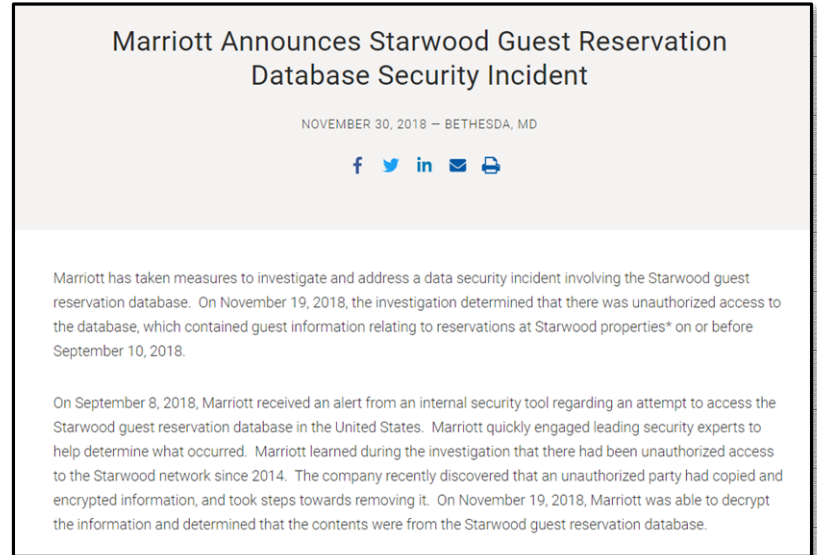 Marriott Announces Starwood Guest Reservation
Database Security Incident
NOVEMBER 30, 2018 — BETHESDA, MD
Marriott has taken measures to investigate and address a data security incident involving the Starwood guest
reservation database.  On November 19, 2018, the investigation determined that there was unauthorized access to
the database, which contained guest information relating to reservations at Starwood properties* on or before
September 10, 2018.
On September 8, 2018, Marriott received an alert from an internal security tool regarding an attempt to access the
Starwood guest reservation database in the United States.  Marriott quickly engaged leading security experts to
help determine what occurred.  Marriott learned during the investigation that there had been unauthorized access
to the Starwood network since 2014.  The company recently discovered that an unauthorized party had copied and
encrypted information, and took steps towards removing it.  On November 19, 2018, Marriott was able to decrypt
the information and determined that the contents were from the Starwood guest reservation database.